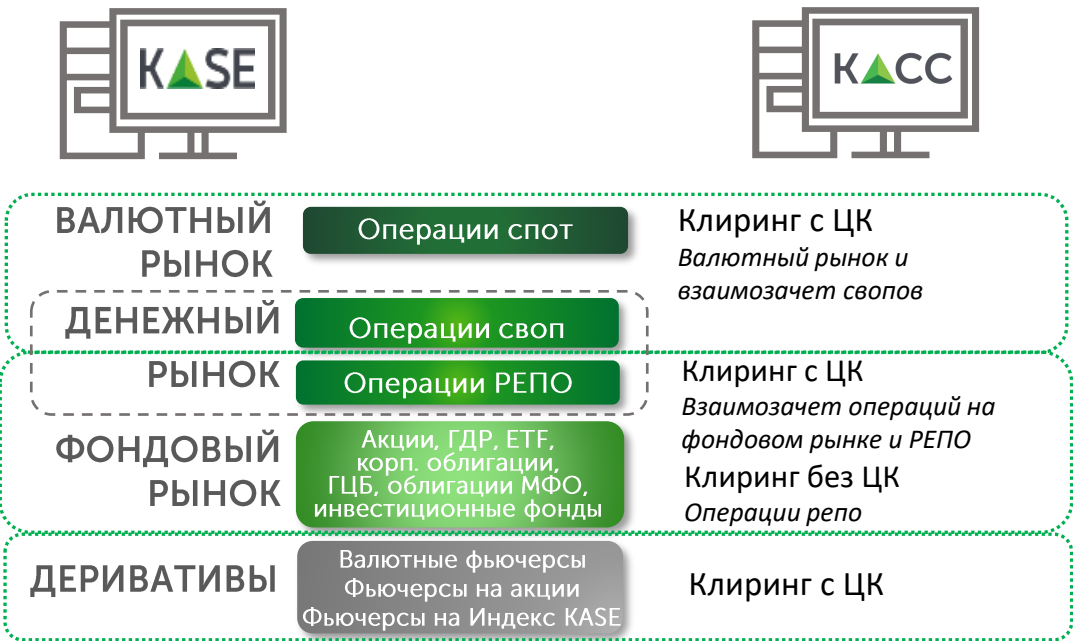 KASE
KACC
ВАЛЮТНЫЙ
РЫНОК
Операции спот
Клиринг с ЦК
Валютный рынок и
взаимозачет свопов
ДЕНЕЖНЫЙ
РЫНОК
Операции своп
Операции РЕПО
Клиринг с ЦК
Взаимозачет операций на
фондовом рынке и РЕПО
ФОНДОВЫЙ
РЫНОК
Акции, ГДР, ETF,
корп. облигации,
ГЦБ, облигации МФО,
инвестиционные фонды
Клиринг без ЦК
Операции репо
ДЕРИВАТИВЫ
Валютные фьючерсы
Фьючерсы на акции
Фьючерсы на Индекс KASE
Клиринг с ЦК